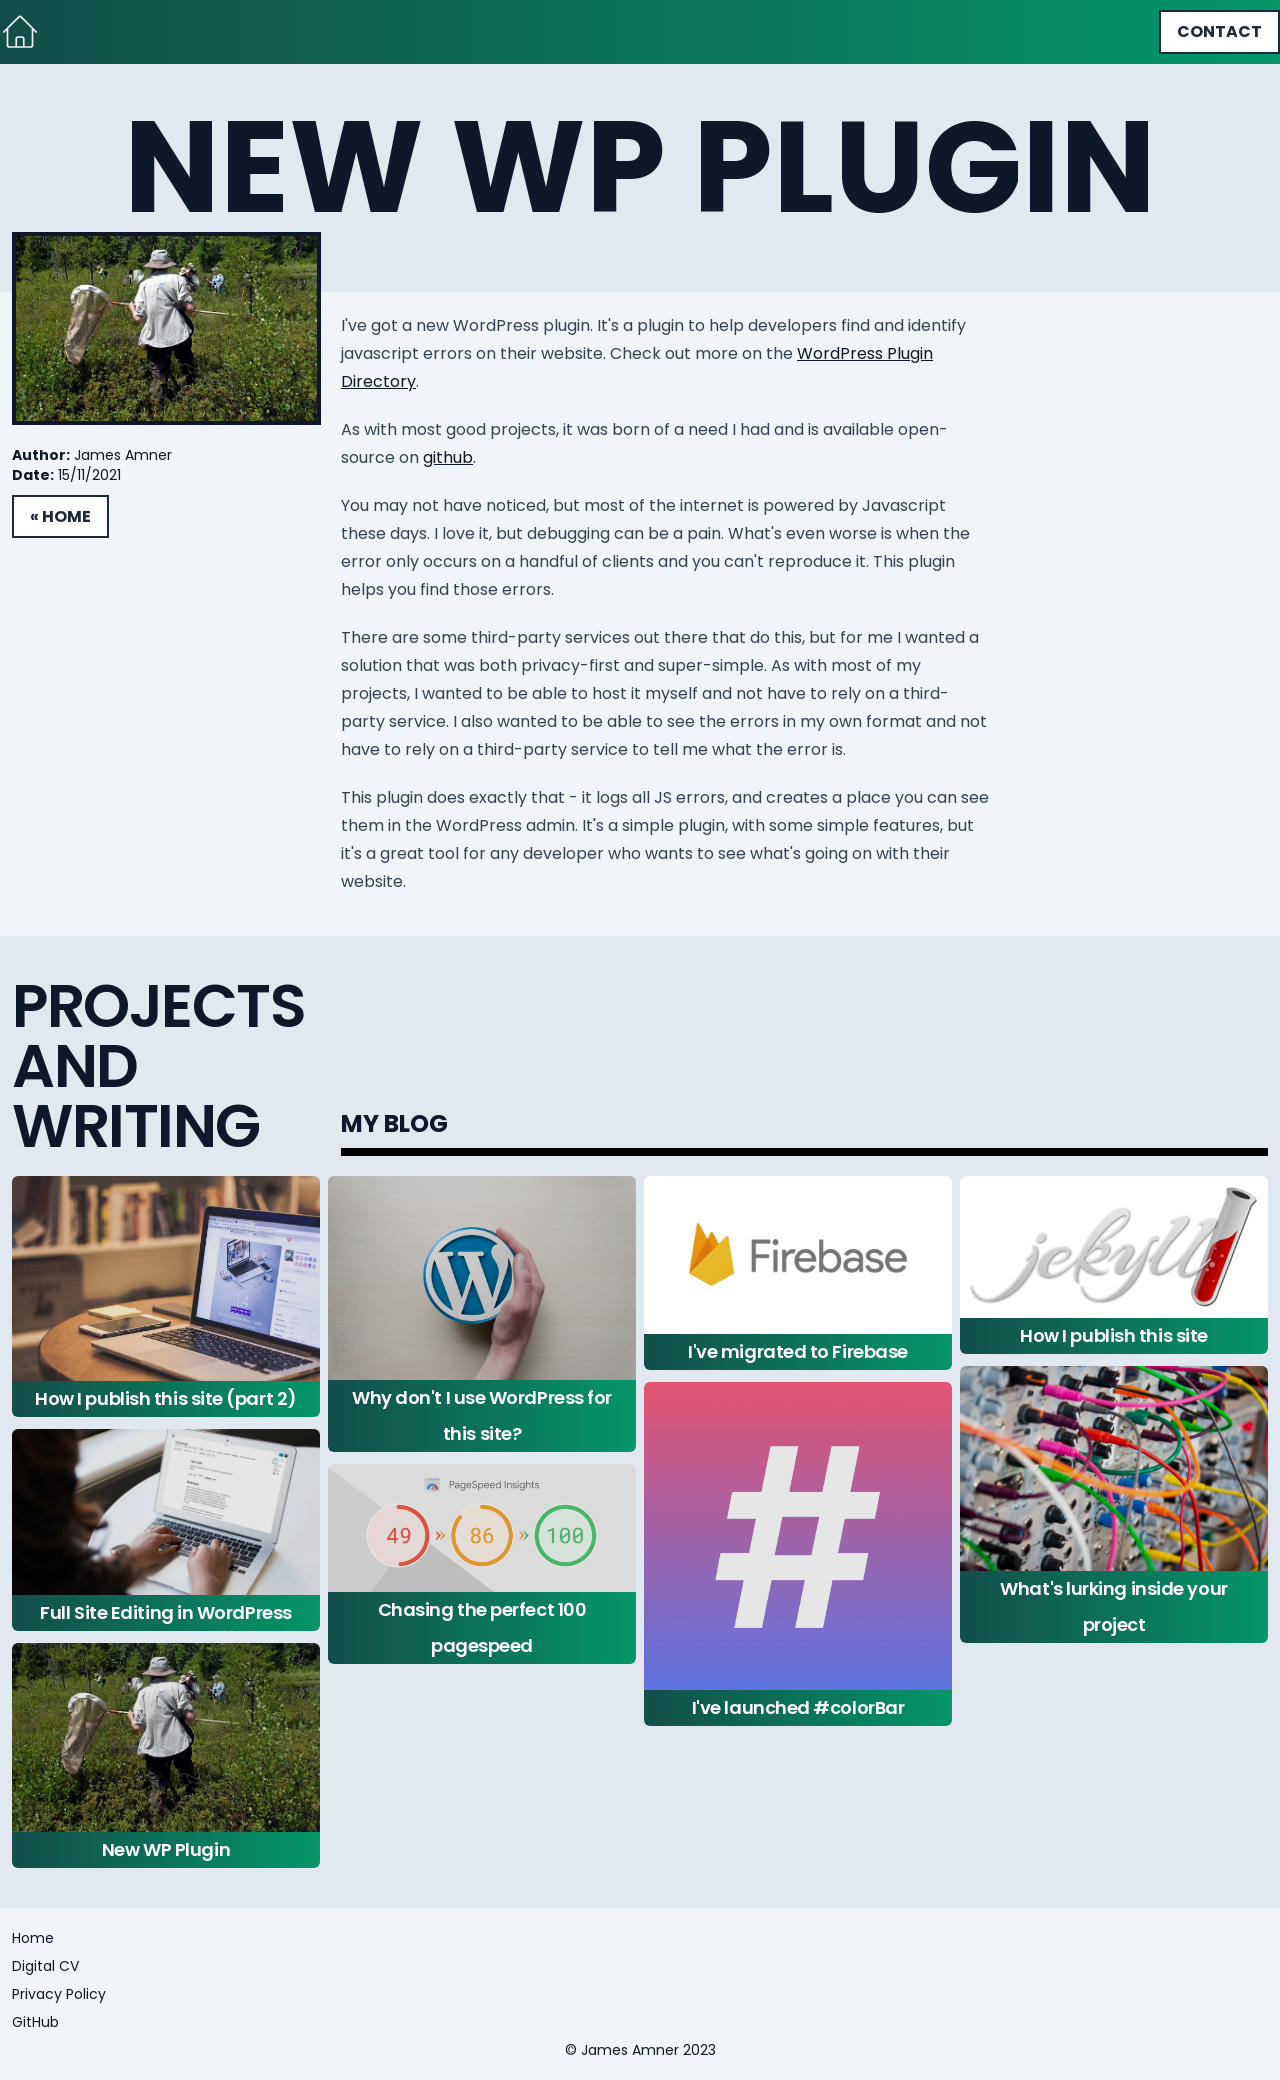 CONTACT
NEW WP PLUGIN
I've got a new WordPress plugin. It's a plugin to help developers find and identify
javascript errors on their website. Check out more on the WordPress Plugin
Directory.
As with most good projects, it was born of a need I had and is available open-
source on github.
You may not have noticed, but most of the internet is powered by Javascript
these days. I love it, but debugging can be a pain. What's even worse is when the
error only occurs on a handful of clients and you can't reproduce it. This plugin
helps you find those errors.
There are some third-party services out there that do this, but for me I wanted a
solution that was both privacy-first and super-simple. As with most of my
projects, I wanted to be able to host it myself and not have to rely on a third-
party service. I also wanted to be able to see the errors in my own format and not
have to rely on a third-party service to tell me what the error is.
This plugin does exactly that - it logs all JS errors, and creates a place you can see
them in the WordPress admin. It's a simple plugin, with some simple features, but
it's a great tool for any developer who wants to see what's going on with their
website.
Author: James Amner
Date: 15/11/2021
« HOME
PROJECTS
AND
WRITING
MY BLOG
14
How I publish this site (part 2)
Full Site Editing in WordPress
New WP Plugin
W
Why don't I use WordPress for
this site?
PageSpeed Insights
49 » 86 » 100
Chasing the perfect 100
pagespeed
Firebase
I've migrated to Firebase
#
I've launched #colorBar
jekyll
How I publish this site
What's lurking inside your
project
Home
Digital CV
Privacy Policy
GitHub
© James Amner 2023